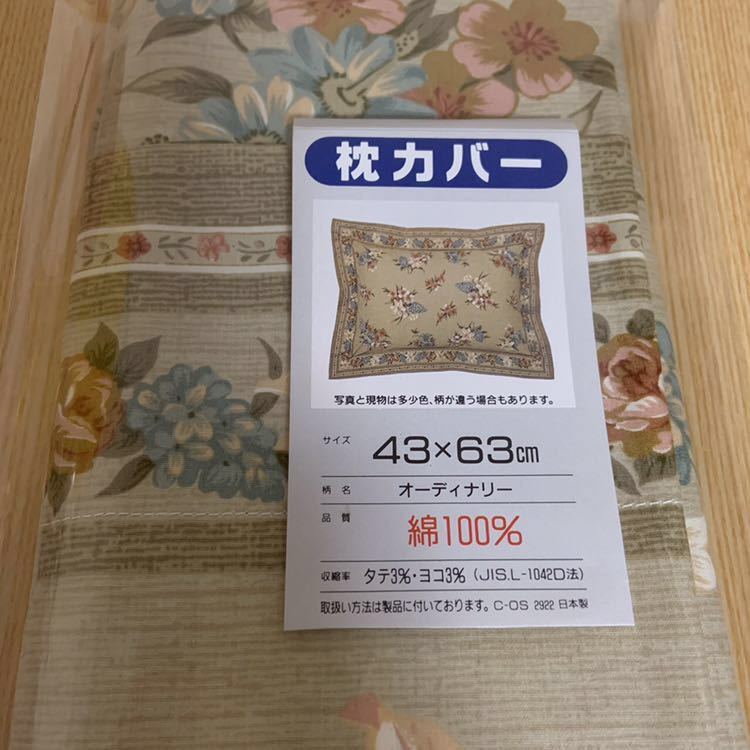 枕カバー
写真と現物は多少色、柄が違う場合もあります。
サイズ 43×63cm
柄名 オーディナリー
品質 綿100%
収縮率 タテ3%・ヨコ3%（JIS.L-1042D法）
取扱い方法は製品に付いております。C-OS 2922 日本製